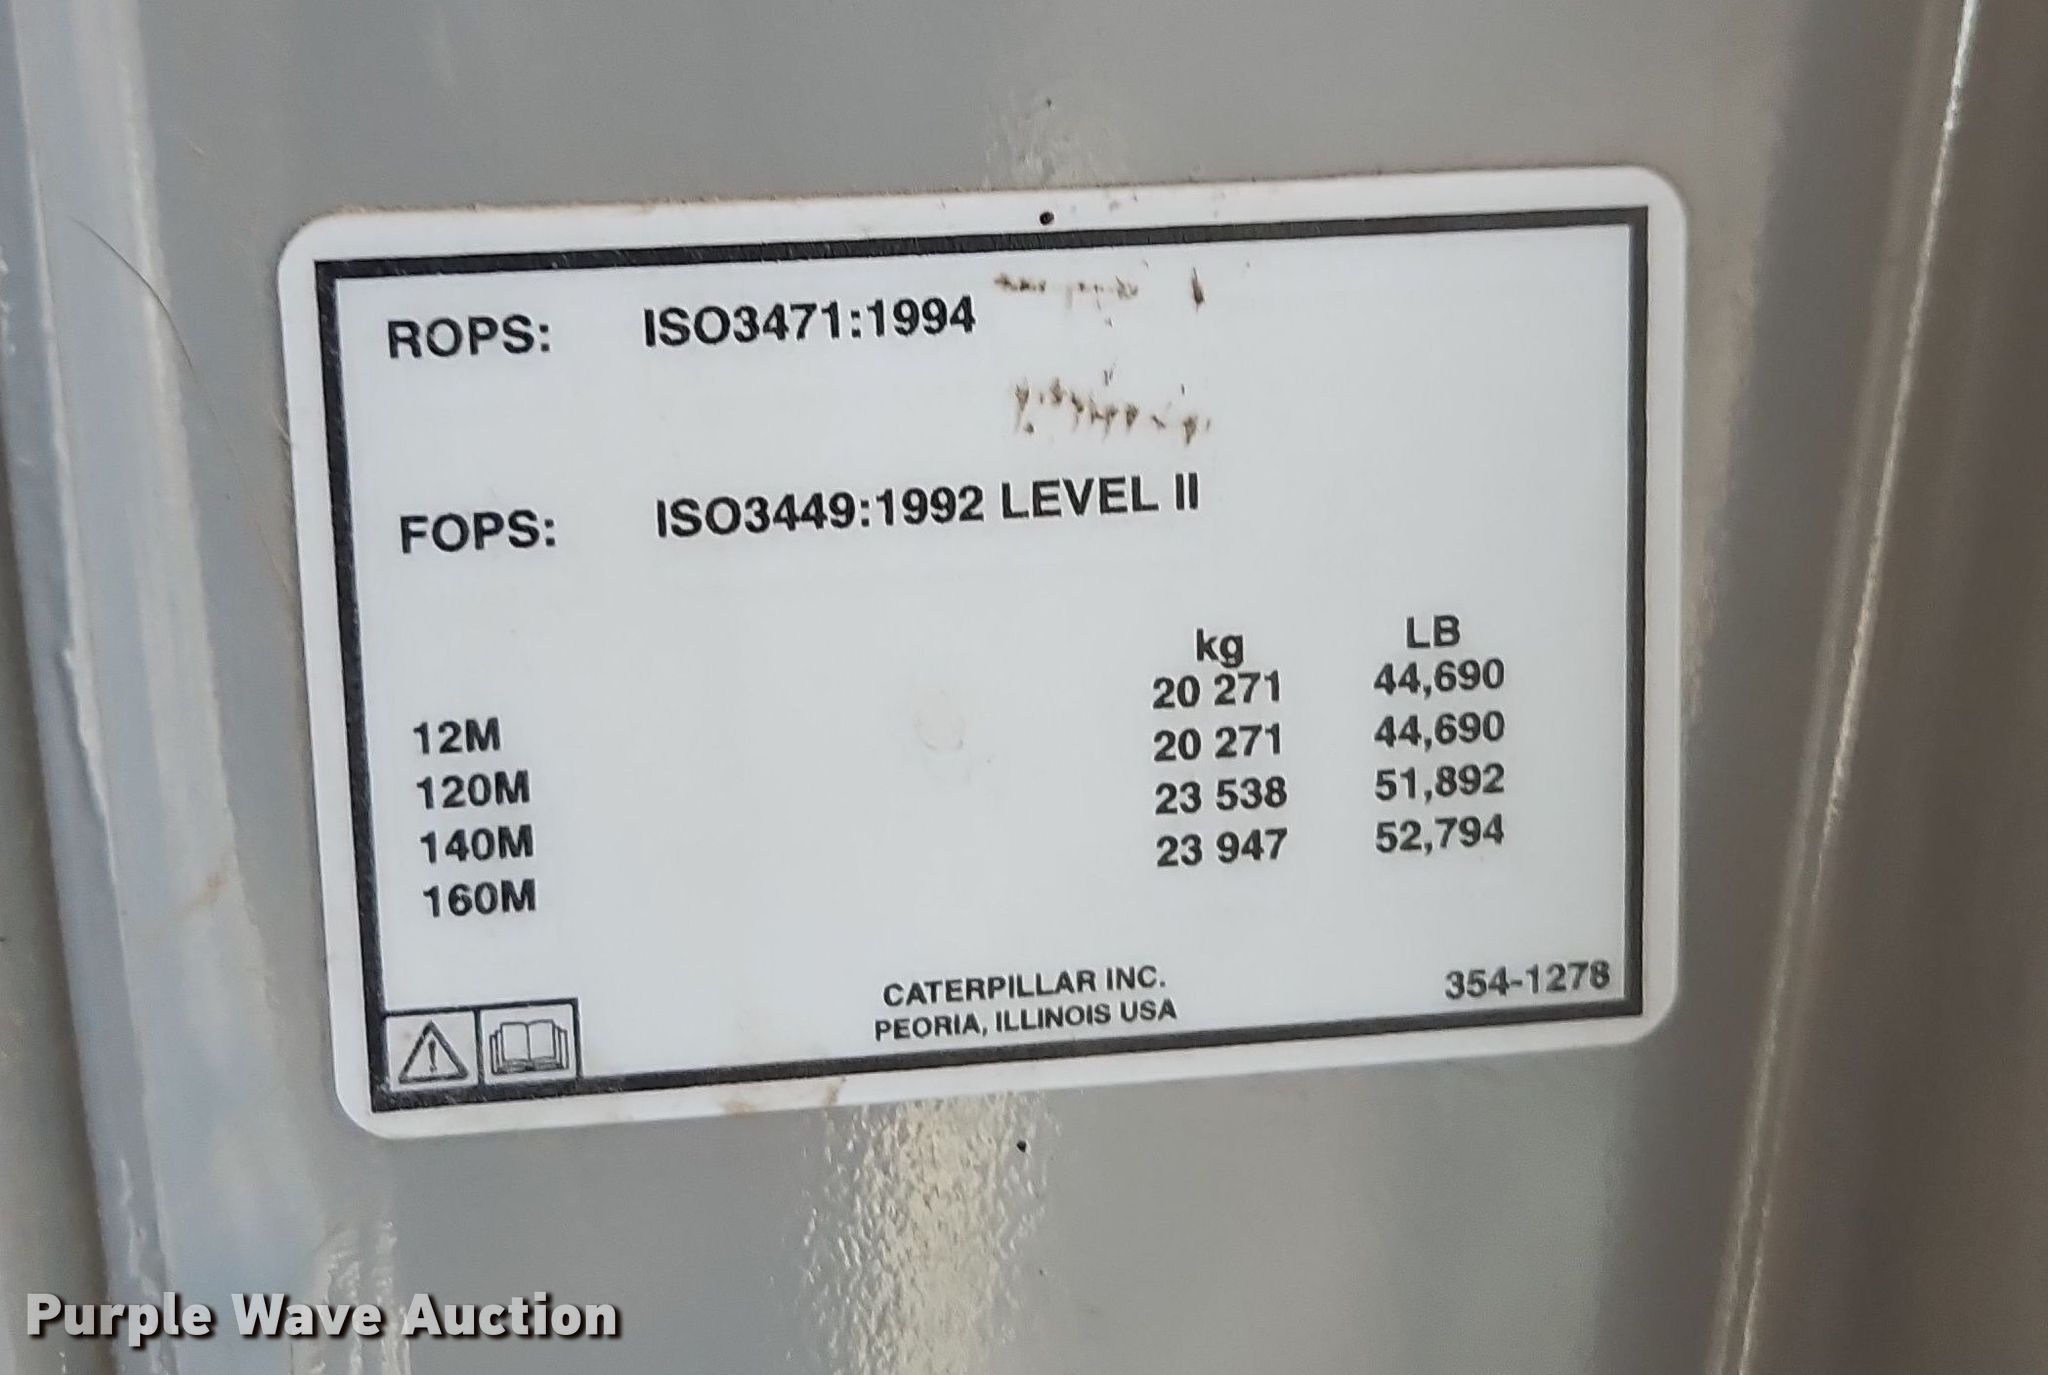 ROPS: ISO3471:1994
FOPS: ISO3449:1992 LEVEL II
kg LB
12M 20 271 44,690
120M 20 271 44,690
140M 23 538 51,892
160M 23 947 52,794
CATERPILLAR INC. 354-1278
PEORIA, ILLINOIS USA
Purple Wave Auction